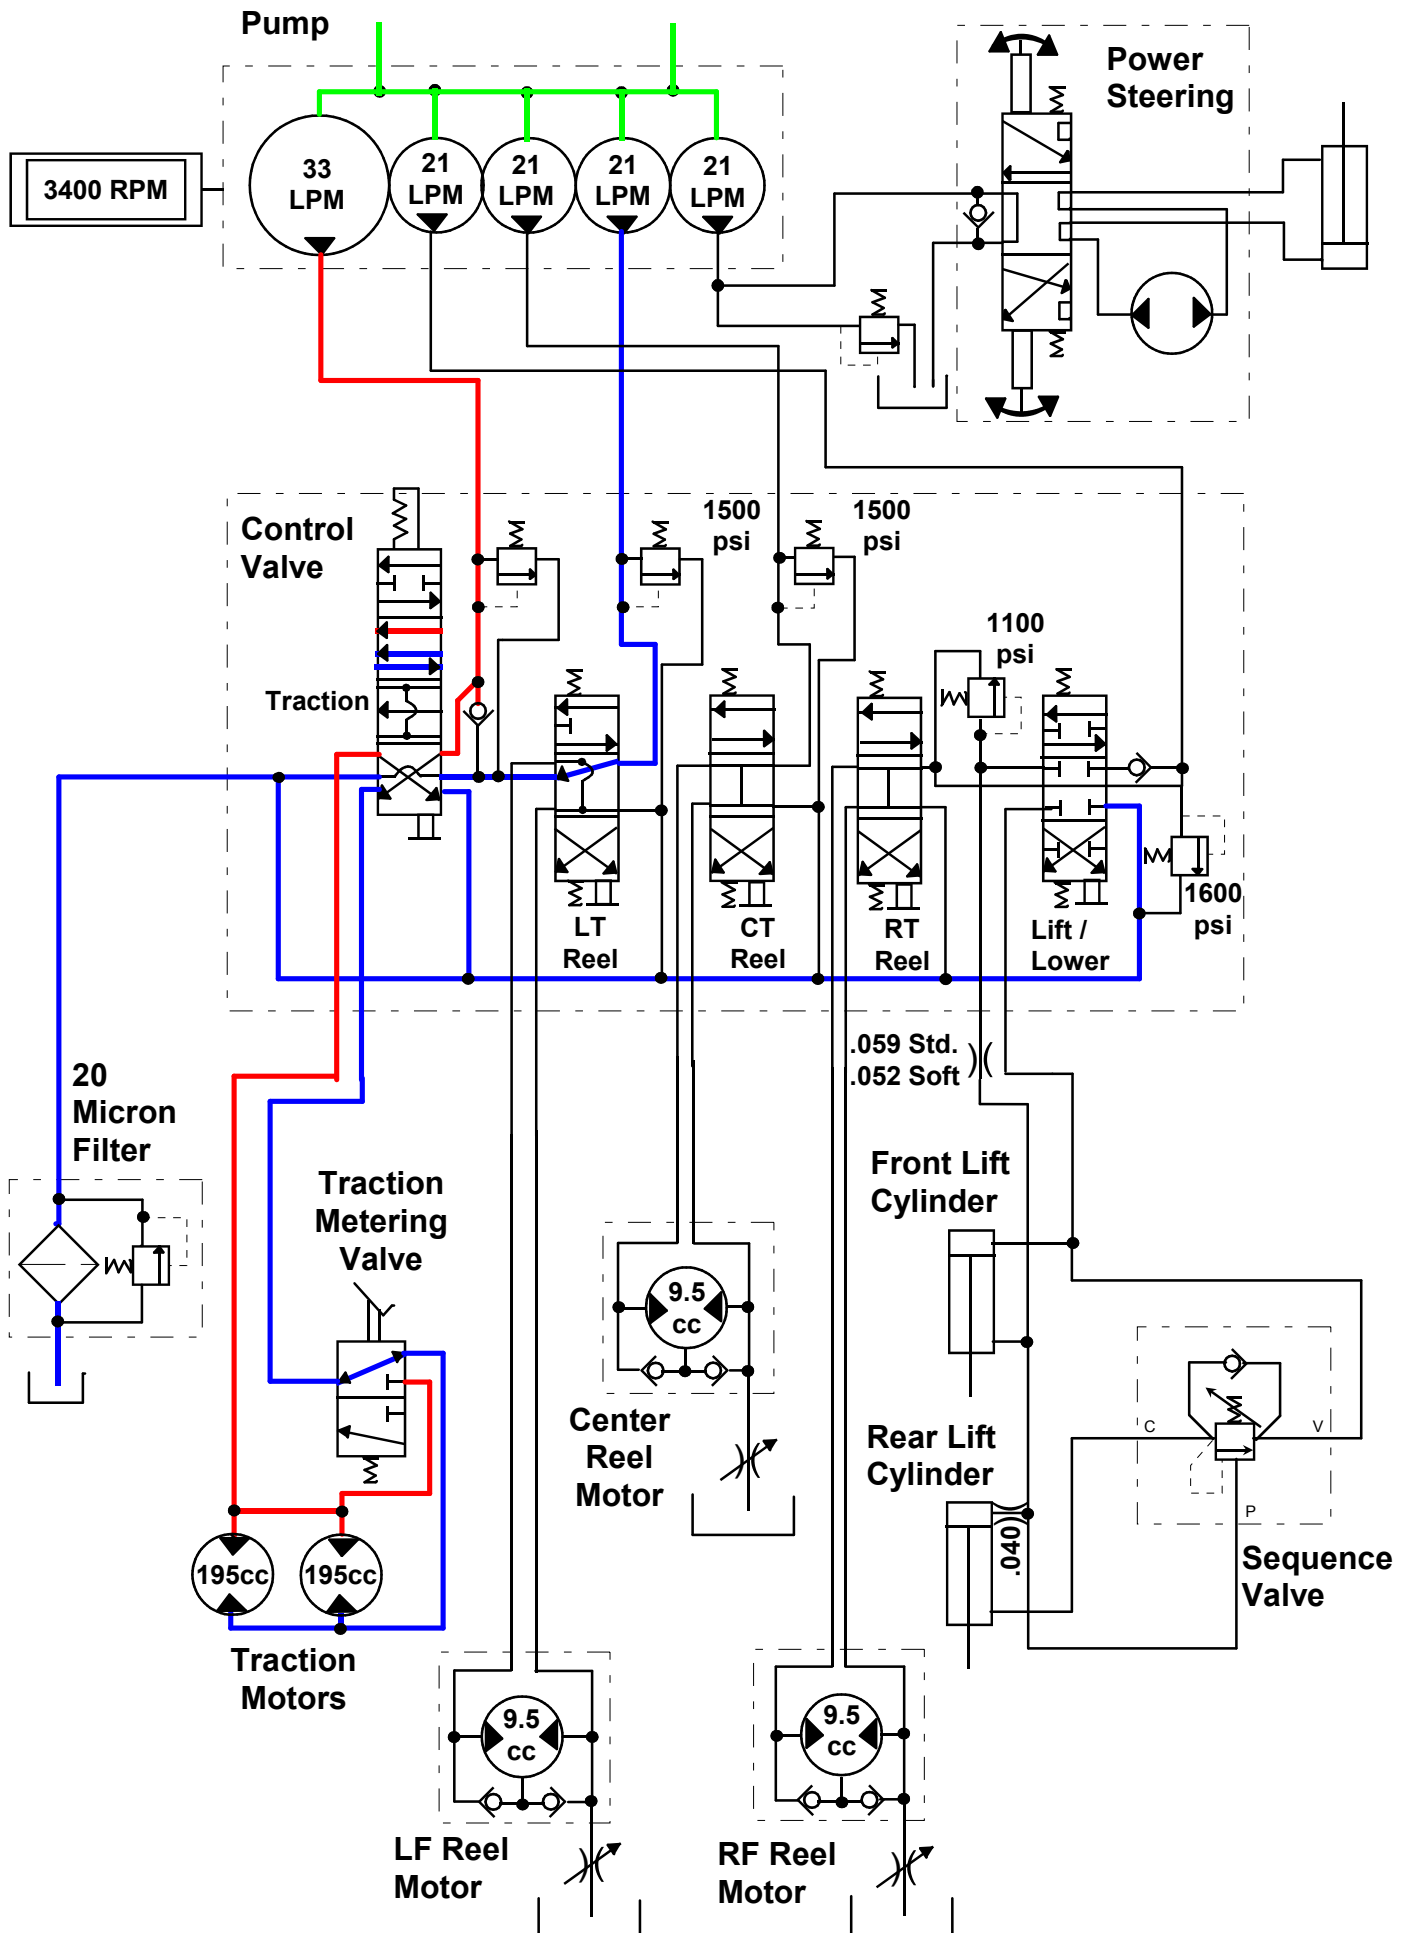 Pump
Power
Steering
3400 RPM
33
LPM
21
LPM
21
LPM
21
LPM
21
LPM
Control
Valve
1500
psi
1500
psi
1100
psi
Traction
1600
psi
LT
Reel
CT
Reel
RT
Reel
Lift /
Lower
.059 Std.
.052 Soft
20
Micron
Filter
Traction
Metering
Valve
Front Lift
Cylinder
9.5
cc
Center
Reel
Motor
Rear Lift
Cylinder
C
V
P
.040
Sequence
Valve
195cc
195cc
Traction
Motors
9.5
cc
9.5
cc
LF Reel
Motor
RF Reel
Motor